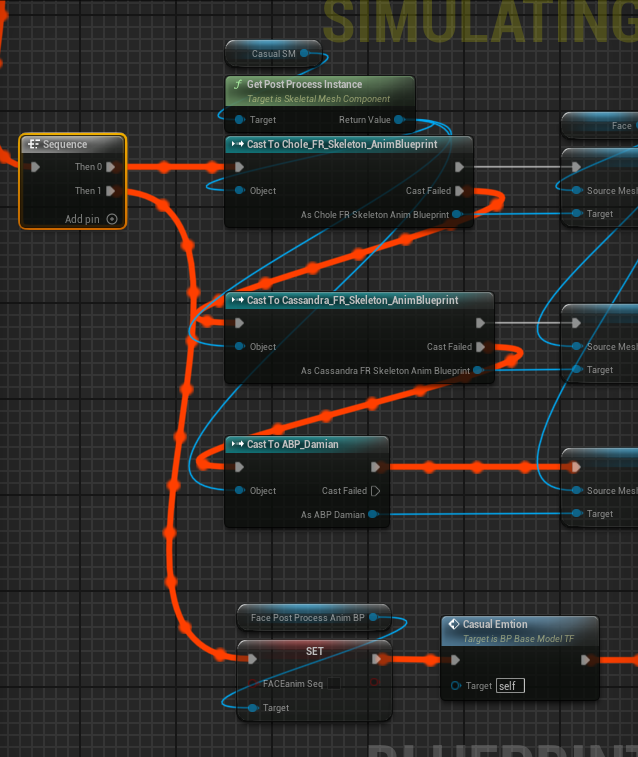 SIMULATING
Casual SM
Get Post Process Instance
Target is Skeletal Mesh Component
Target
Return Value
Face
Sequence
Then 0
Then 1
Add pin
Cast To Chole_FR_Skeleton_AnimBlueprint
Object
Cast Failed
As Chole FR Skeleton Anim Blueprint
Source Mesh
Target
Cast To Cassandra_FR_Skeleton_AnimBlueprint
Object
Cast Failed
As Cassandra FR Skeleton Anim Blueprint
Source Mesh
Target
Cast To ABP_Damian
Object
Cast Failed
As ABP Damian
Source Mesh
Target
Face Post Process Anim BP
SET
FACEanim Seq
Target
Casual Emtion
Target is BP Base Model TF
Target
self
BLUEPRINT